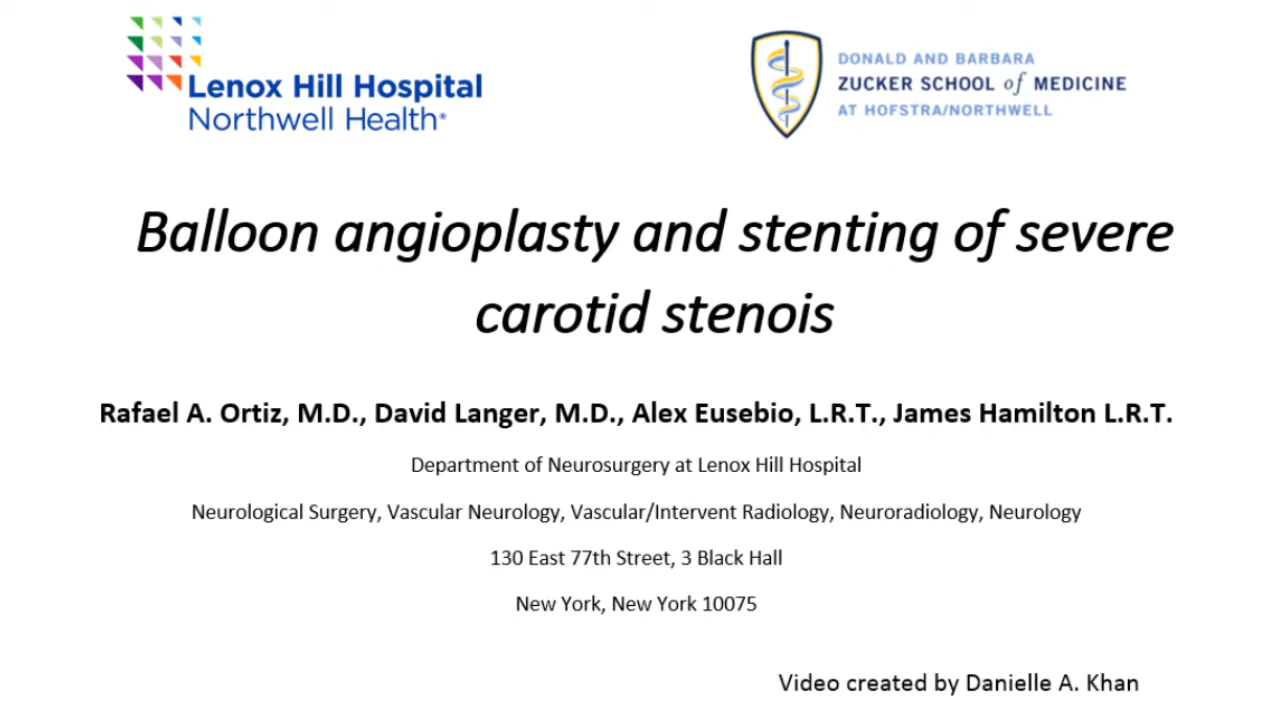 Lenox Hill Hospital
Northwell Health®
DONALD AND BARBARA
ZUCKER SCHOOL of MEDICINE
AT HOFSTRA/NORTHWELL
Balloon angioplasty and stenting of severe
carotid stenois
Rafael A. Ortiz, M.D., David Langer, M.D., Alex Eusebio, L.R.T., James Hamilton L.R.T.
Department of Neurosurgery at Lenox Hill Hospital
Neurological Surgery, Vascular Neurology, Vascular/Intervent Radiology, Neuroradiology, Neurology
130 East 77th Street, 3 Black Hall
New York, New York 10075
Video created by Danielle A. Khan